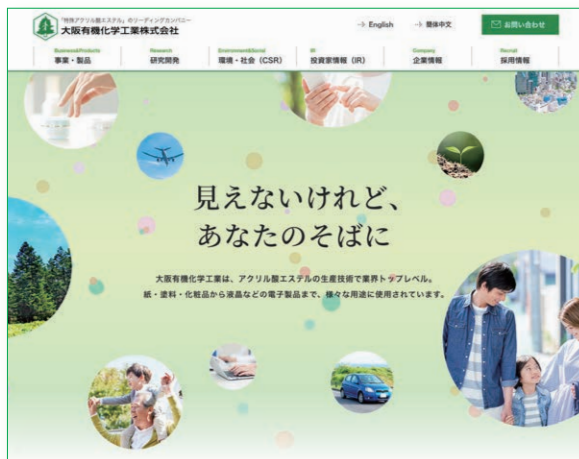 「特殊アクリル酸エステル」のリーディングカンパニー
大阪有機化学工業株式会社
English
简体中文
お問い合わせ
Business&Products
事業・製品
Research
研究開発
Environment&Social
環境・社会（CSR）
IR
投資家情報（IR）
Company
企業情報
Recruit
採用情報
見えないけれど、
あなたのそばに
大阪有機化学工業は、アクリル酸エステルの生産技術で業界トップレベル。
紙・塗料・化粧品から液晶などの電子製品まで、様々な用途に使用されています。